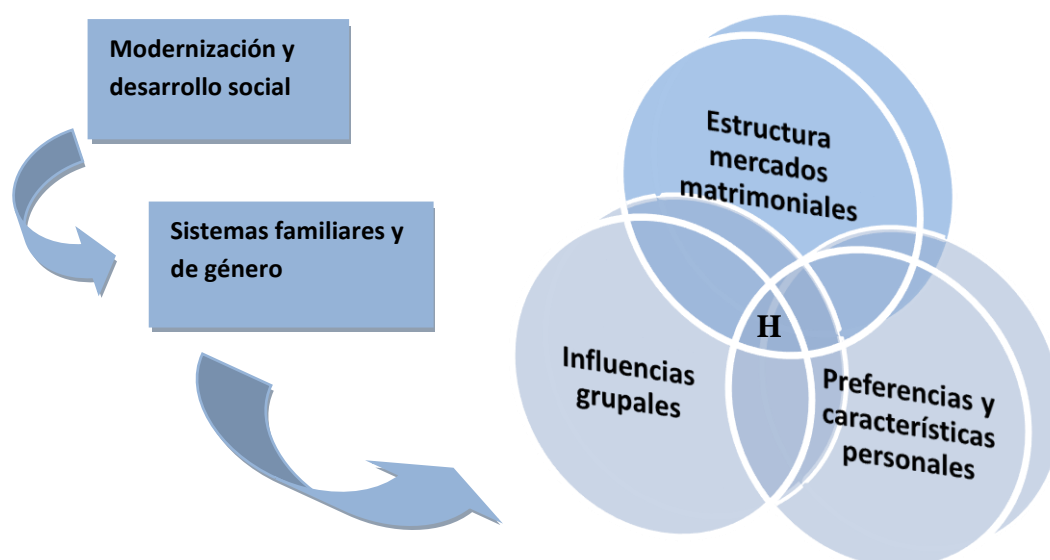 Modernización y
desarrollo social
Sistemas familiares y
de género
Estructura
mercados
matrimoniales
H
Influencias
grupales
Preferencias y
características
personales